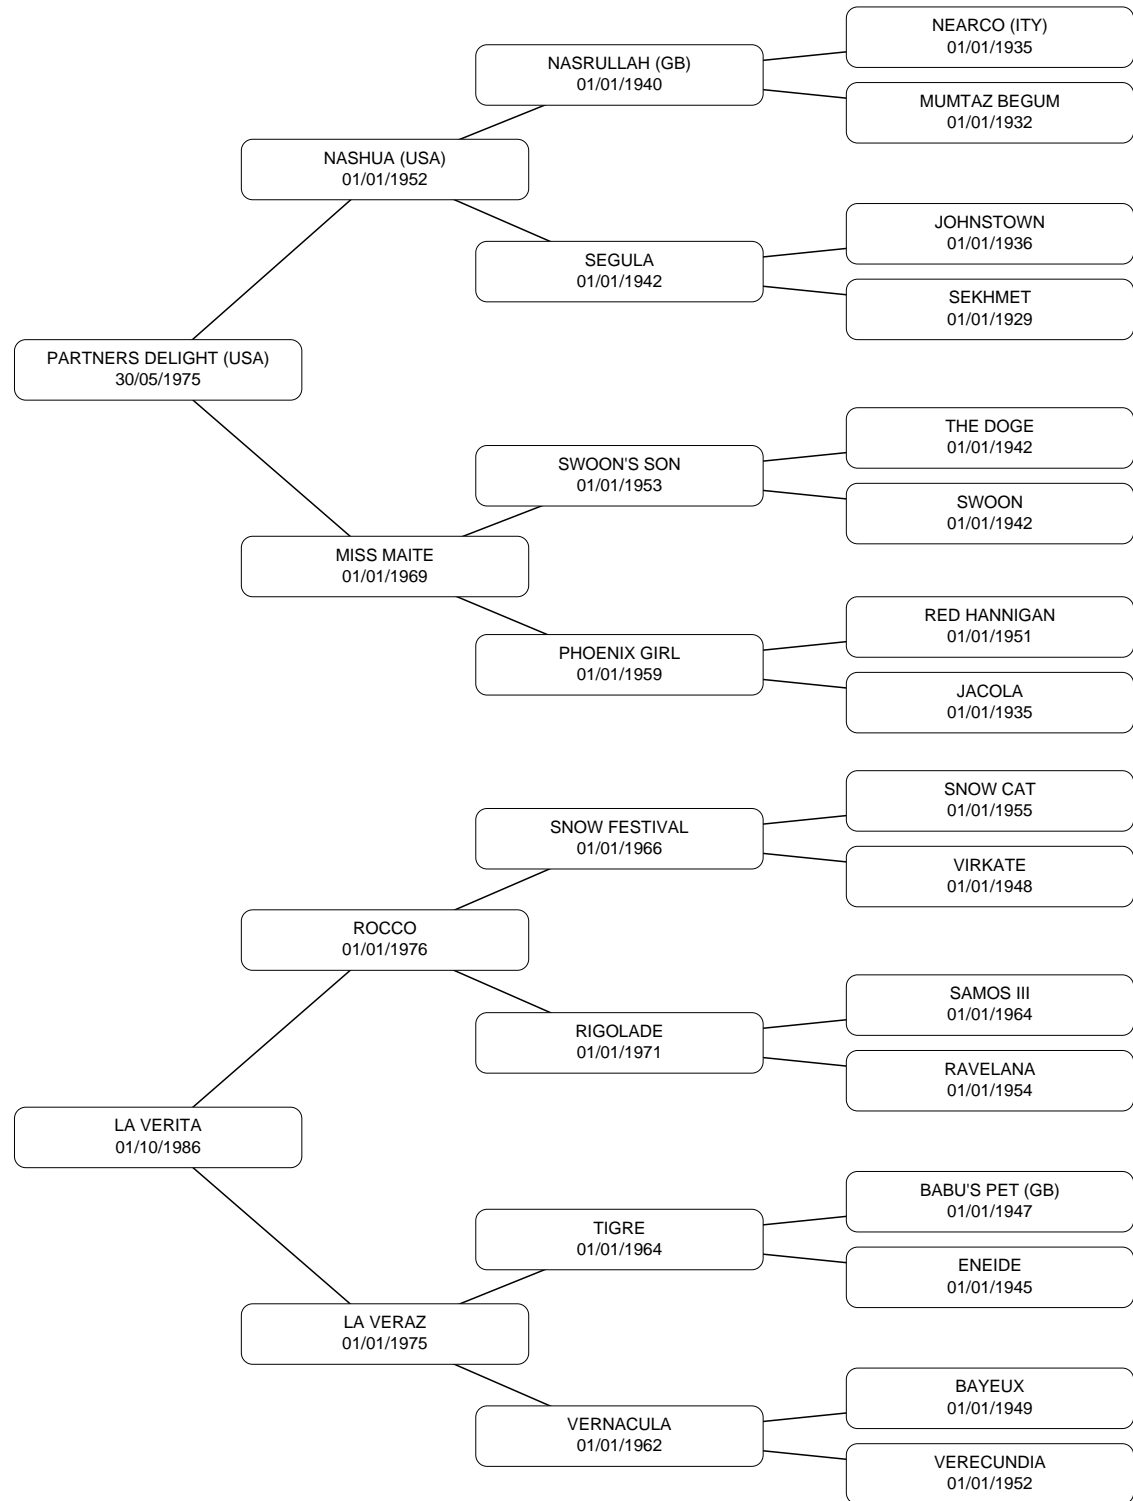 NEARCO (ITY)
01/01/1935
NASRULLAH (GB)
01/01/1940
MUMTAZ BEGUM
01/01/1932
NASHUA (USA)
01/01/1952
JOHNSTOWN
01/01/1936
SEGULA
01/01/1942
SEKHMET
01/01/1929
PARTNERS DELIGHT (USA)
30/05/1975
THE DOGE
01/01/1942
SWOON'S SON
01/01/1953
SWOON
01/01/1942
MISS MAITE
01/01/1969
RED HANNIGAN
01/01/1951
PHOENIX GIRL
01/01/1959
JACOLA
01/01/1935
SNOW CAT
01/01/1955
SNOW FESTIVAL
01/01/1966
VIRKATE
01/01/1948
ROCCO
01/01/1976
SAMOS III
01/01/1964
RIGOLADE
01/01/1971
RAVELANA
01/01/1954
LA VERITA
01/10/1986
BABU'S PET (GB)
01/01/1947
TIGRE
01/01/1964
ENEIDE
01/01/1945
LA VERAZ
01/01/1975
BAYEUX
01/01/1949
VERNACULA
01/01/1962
VERECUNDIA
01/01/1952